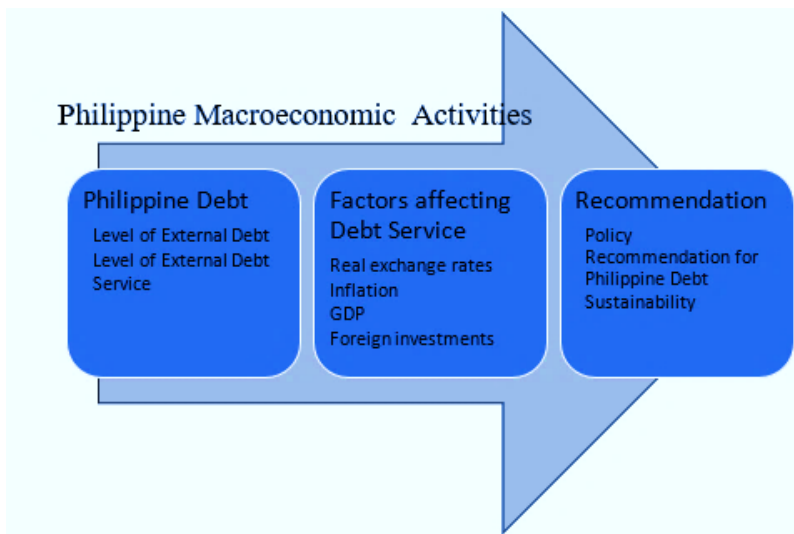 Philippine Macroeconomic Activities
Philippine Debt
Level of External Debt
Level of External Debt
Service
Factors affecting
Debt Service
Real exchange rates
Inflation
GDP
Foreign investments
Recommendation
Policy
Recommendation for
Philippine Debt
Sustainability